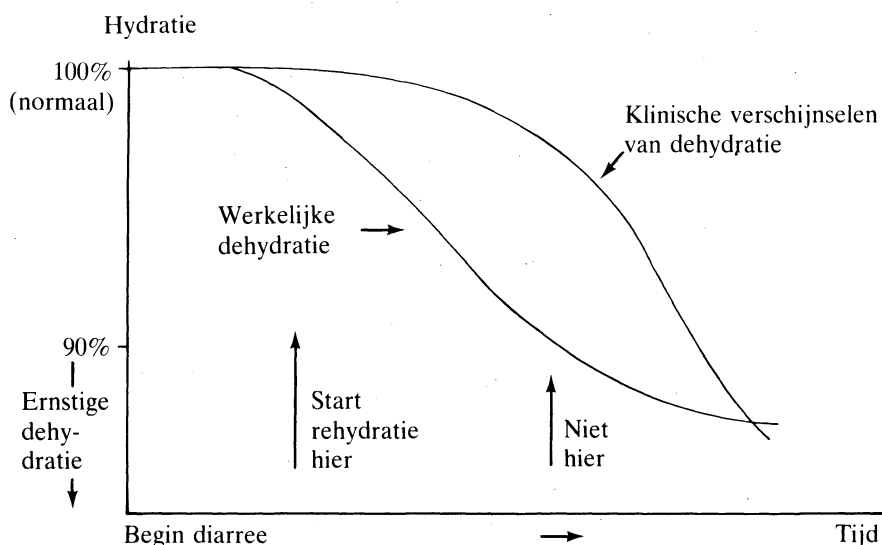 Hydratie
100%
(normaal)
Klinische verschijnselen
van dehydratie
Werkelijke
dehydratie
90%
Ernstige
dehy-
dratie
Start
rehydratie
hier
Niet
hier
Begin diarree
Tijd